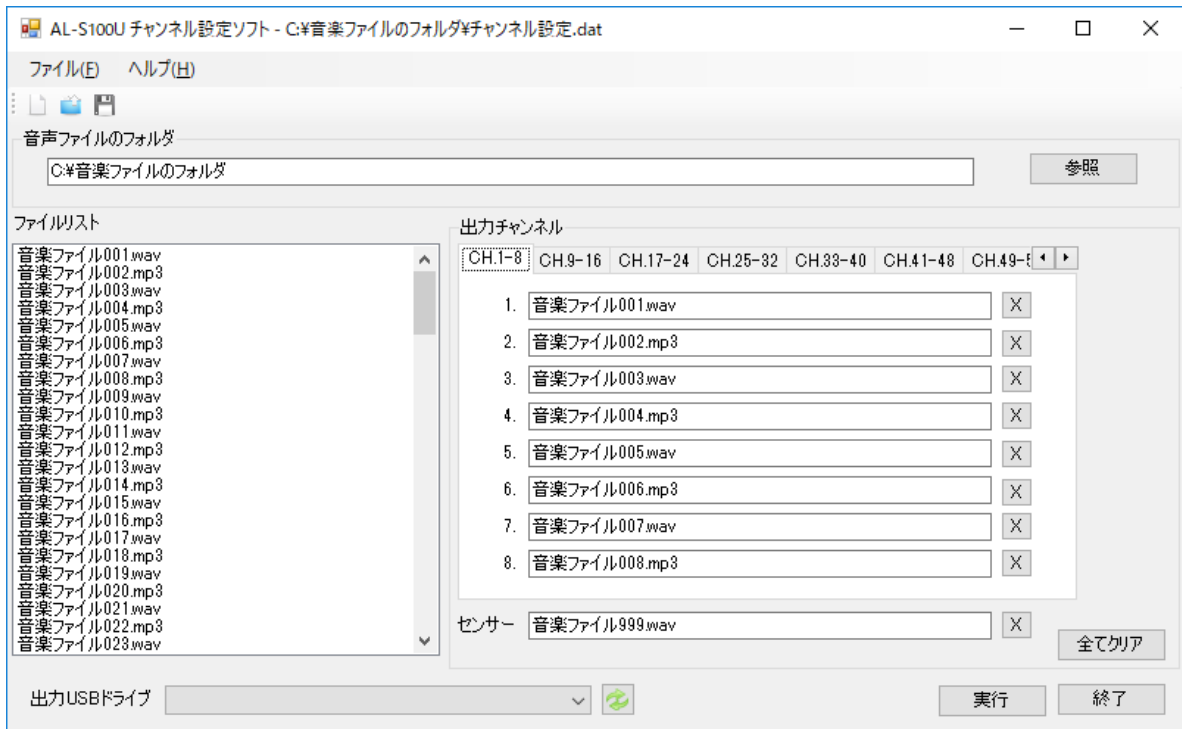 AL-S100U チャンネル設定ソフト - C:¥音楽ファイルのフォルダ¥チャンネル設定.dat
ファイル(F) ヘルプ(H)
音声ファイルのフォルダ
C:¥音楽ファイルのフォルダ
参照
ファイルリスト
音楽ファイル001.wav
音楽ファイル002.mp3
音楽ファイル003.wav
音楽ファイル004.mp3
音楽ファイル005.wav
音楽ファイル006.mp3
音楽ファイル007.wav
音楽ファイル008.mp3
音楽ファイル009.wav
音楽ファイル010.mp3
音楽ファイル011.wav
音楽ファイル012.mp3
音楽ファイル013.wav
音楽ファイル014.mp3
音楽ファイル015.wav
音楽ファイル016.mp3
音楽ファイル017.wav
音楽ファイル018.mp3
音楽ファイル019.wav
音楽ファイル020.mp3
音楽ファイル021.wav
音楽ファイル022.mp3
音楽ファイル023.wav
出力チャンネル
CH.1-8 CH.9-16 CH.17-24 CH.25-32 CH.33-40 CH.41-48 CH.49-
1. 音楽ファイル001.wav X
2. 音楽ファイル002.mp3 X
3. 音楽ファイル003.wav X
4. 音楽ファイル004.mp3 X
5. 音楽ファイル005.wav X
6. 音楽ファイル006.mp3 X
7. 音楽ファイル007.wav X
8. 音楽ファイル008.mp3 X
センサー 音楽ファイル999.wav X
全てクリア
出力USBドライブ
実行 終了